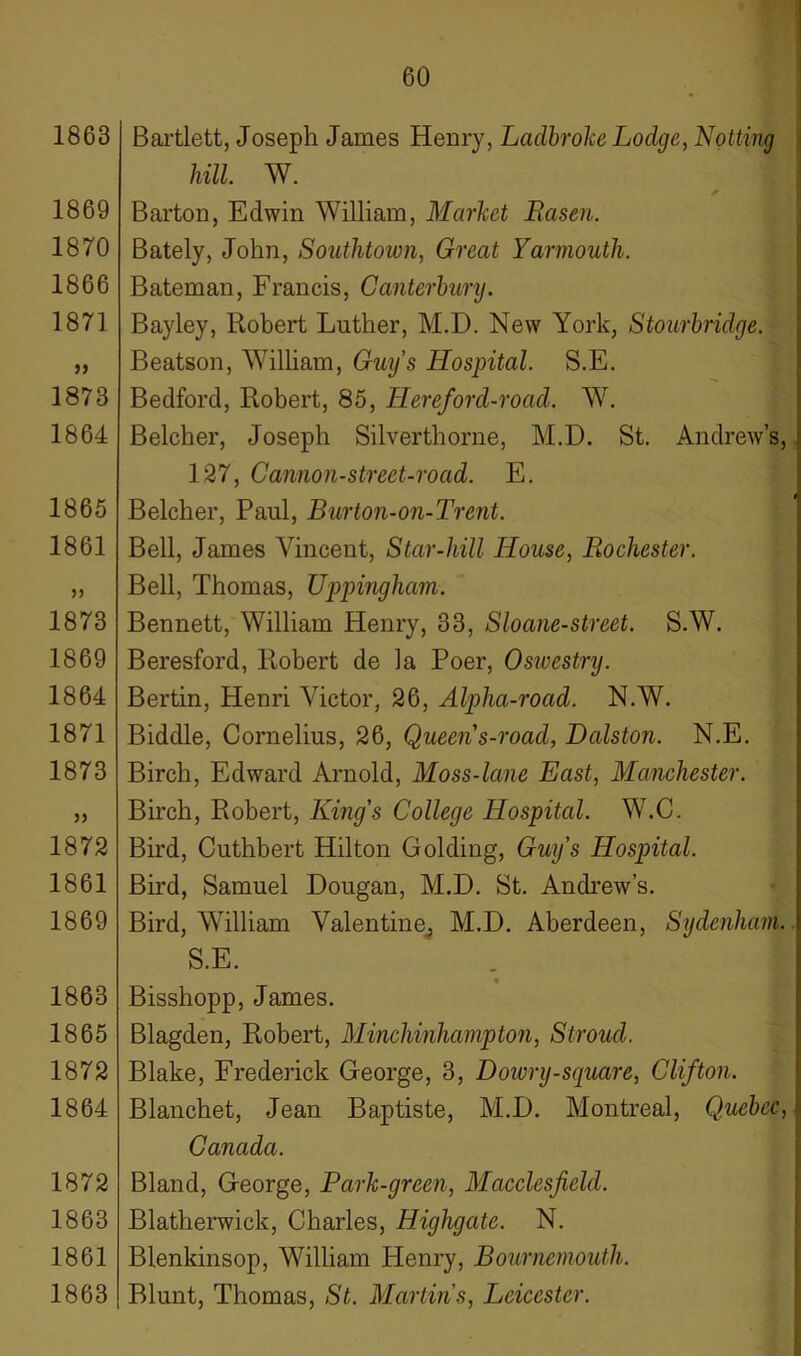 60
1863 Bartlett, Joseph James Henry, Ladbroke Lodge, Notting
hill. W.
1869 Barton, Edwin William, Market Rasen.
1870 Bately, John, Southtown, Great Yarmouth.
1866 Bateman, Francis, Canterbury.
1871 Bayley, Robert Luther, M.D. New York, Stourbridge.
„ Beatson, William, Guy's Hospital. S.E.
1873 Bedford, Robert, 85, Hereford-road. W.
1864 Belcher, Joseph Silverthorne, M.D. St. Andrew's,
127, Cannon-street-road. E.
1865 Belcher, Paul, Burton-on-Trent.
1861 Bell, James Vincent, Star-hill House, Rochester.
„ Bell, Thomas, Uppingham.
1873 Bennett, William Henry, 33, Sloane-street. S.W.
1869 Beresford, Robert de la Poer, Oswestry.
1864 Bertin, Henri Victor, 26, Alpha-road. N.W.
1871 Biddle, Cornelius, 26, Queen's-road, Dalston. N.E.
1873 Birch, Edward Arnold, Moss-lane East, Manchester.
„ Birch, Robert, King's College Hospital. W.C.
1872 Bird, Cuthbert Hilton Golding, Guy's Hospital.
1861 Bird, Samuel Dougan, M.D. St. Andrew's.
1869 Bird, William Valentine, M.D. Aberdeen, Sydenham.
S.E.
1863 Bisshopp, James.
1865 Blagden, Robert, Minchinhampton, Stroud.
1872 Blake, Frederick George, 3, Dowry-square, Clifton.
1864 Blanchet, Jean Baptiste, M.D. Montreal, Quebec,
Canada.
1872 Bland, George, Park-green, Macclesfield.
1863 Blatherwick, Charles, Highgate. N.
1861 Blenkinsop, William Henry, Bournemouth.
1863 Blunt, Thomas, St. Martin's, Leicester.